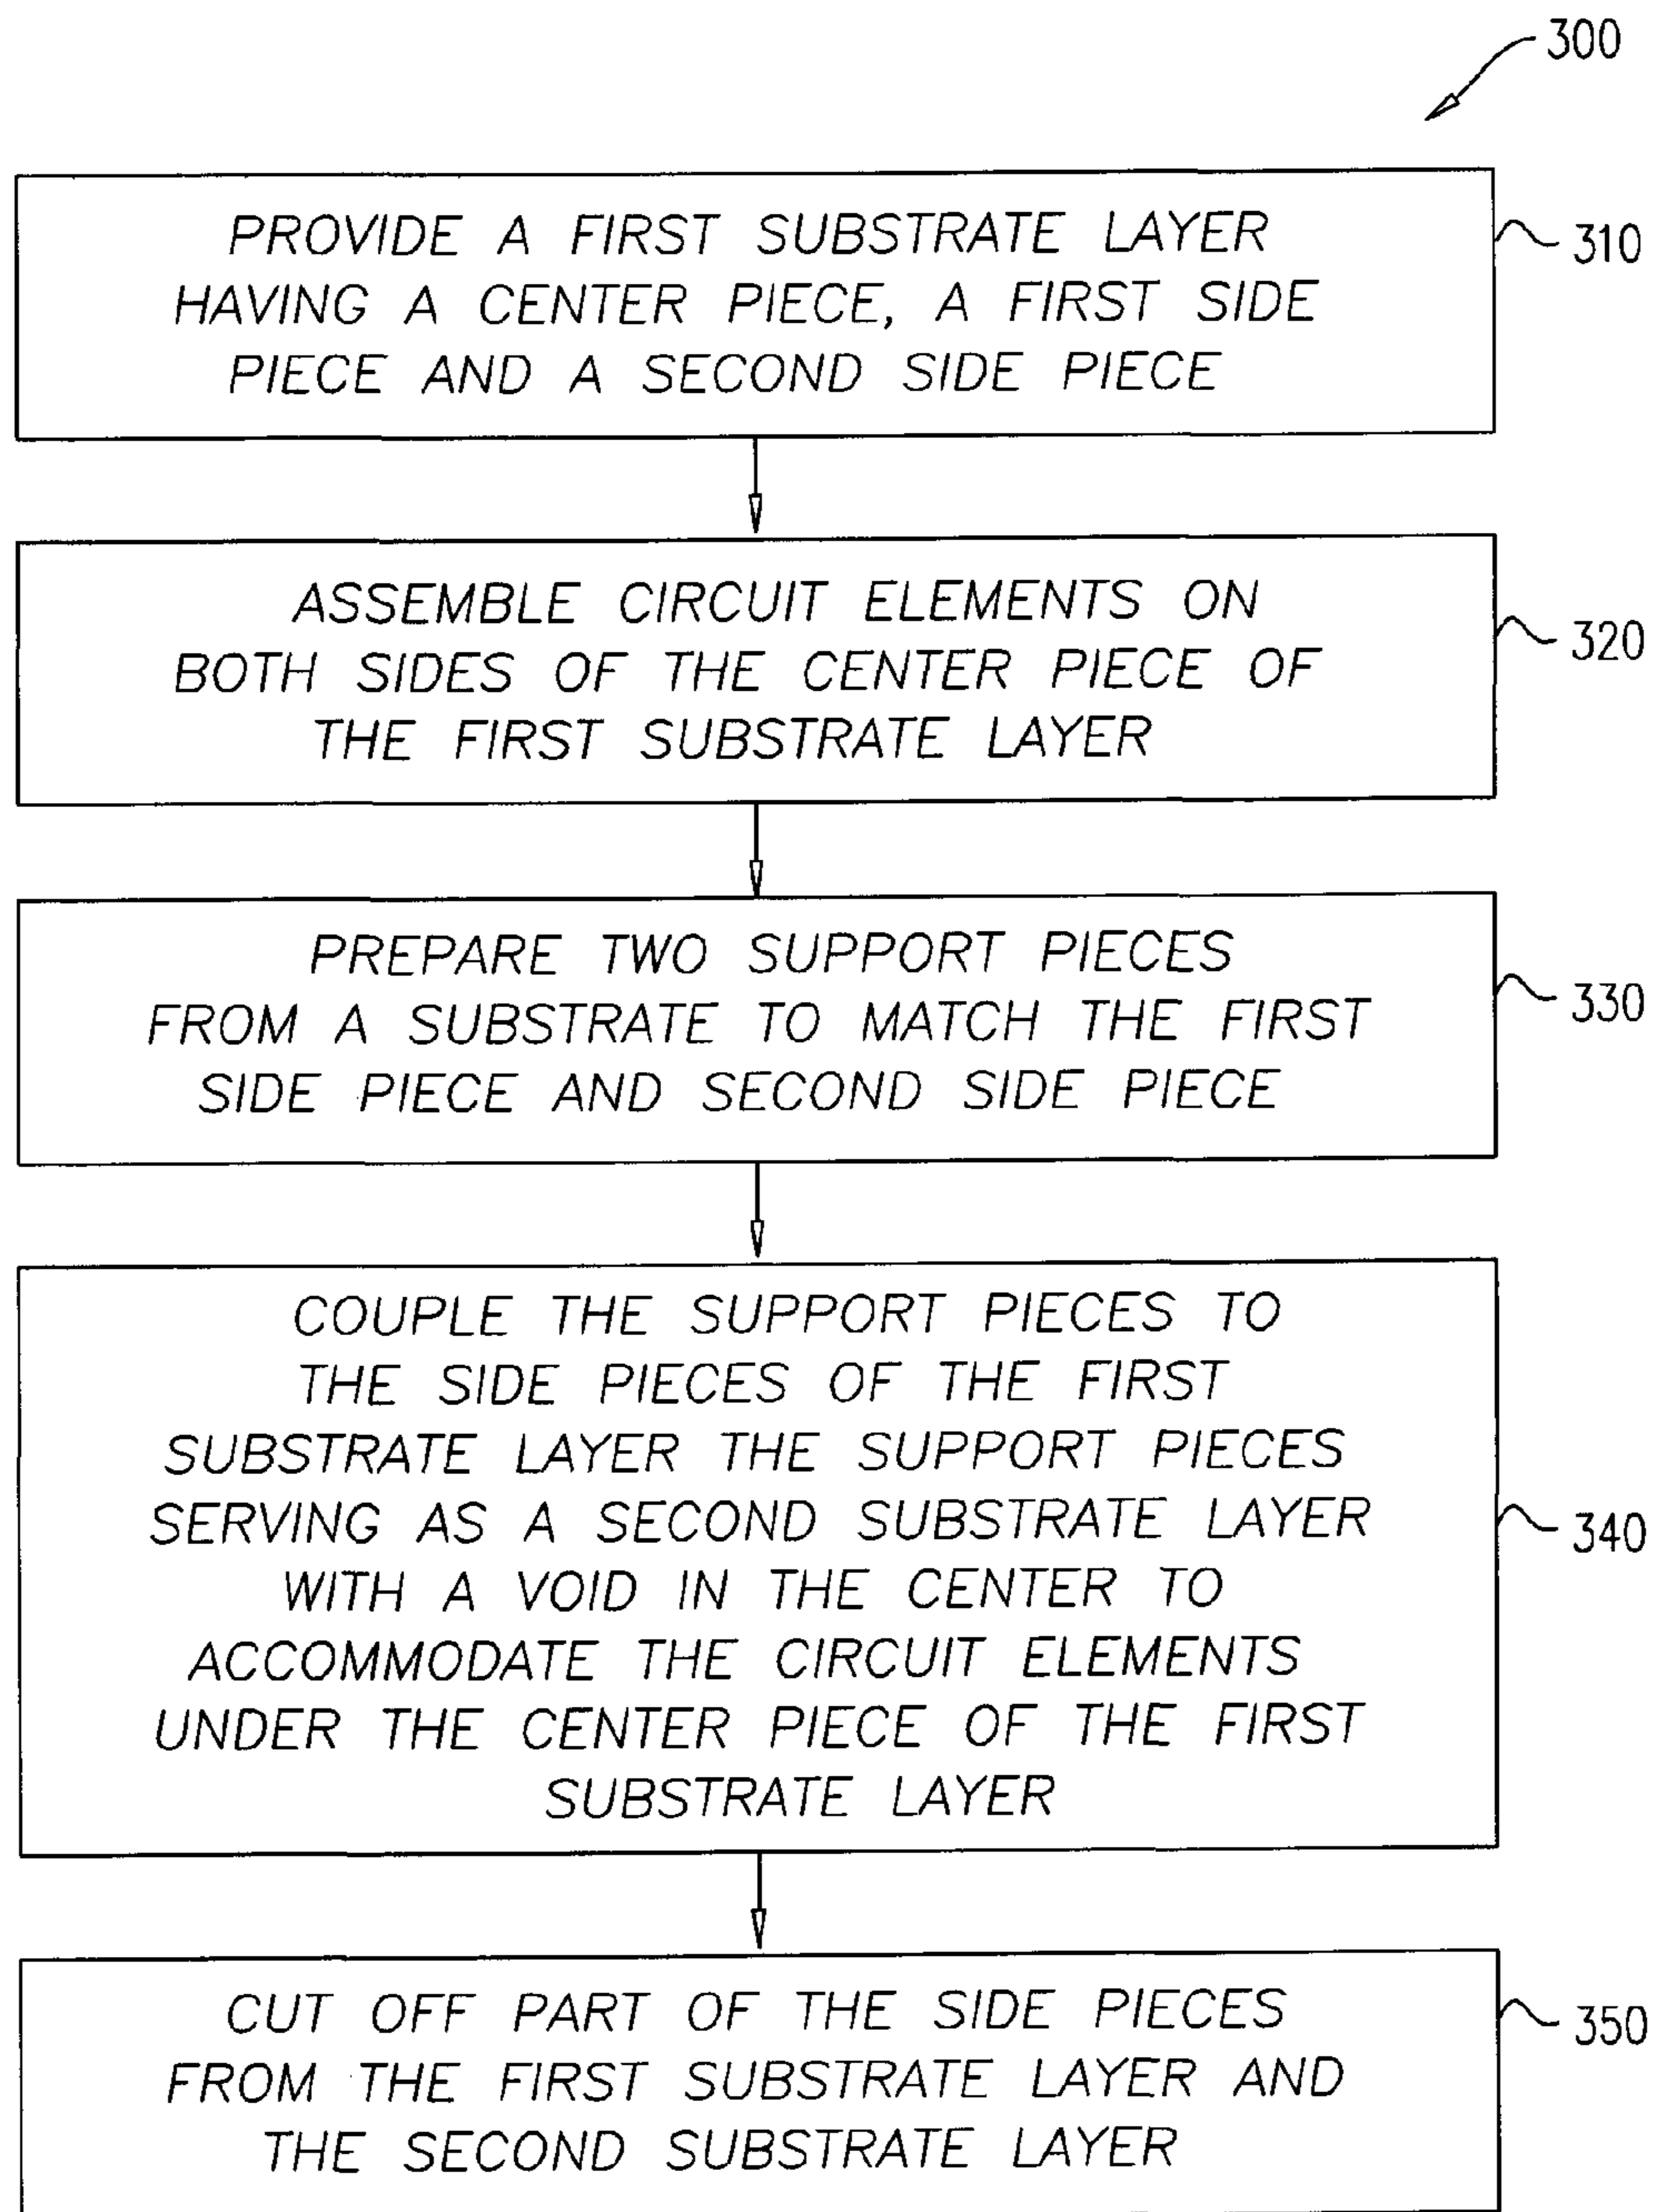 300
PROVIDE A FIRST SUBSTRATE LAYER
HAVING A CENTER PIECE, A FIRST SIDE
PIECE AND A SECOND SIDE PIECE
310
ASSEMBLE CIRCUIT ELEMENTS ON
BOTH SIDES OF THE CENTER PIECE OF
THE FIRST SUBSTRATE LAYER
320
PREPARE TWO SUPPORT PIECES
FROM A SUBSTRATE TO MATCH THE FIRST
SIDE PIECE AND SECOND SIDE PIECE
330
COUPLE THE SUPPORT PIECES TO
THE SIDE PIECES OF THE FIRST
SUBSTRATE LAYER THE SUPPORT PIECES
SERVING AS A SECOND SUBSTRATE LAYER
WITH A VOID IN THE CENTER TO
ACCOMMODATE THE CIRCUIT ELEMENTS
UNDER THE CENTER PIECE OF THE FIRST
SUBSTRATE LAYER
340
CUT OFF PART OF THE SIDE PIECES
FROM THE FIRST SUBSTRATE LAYER AND
THE SECOND SUBSTRATE LAYER
350